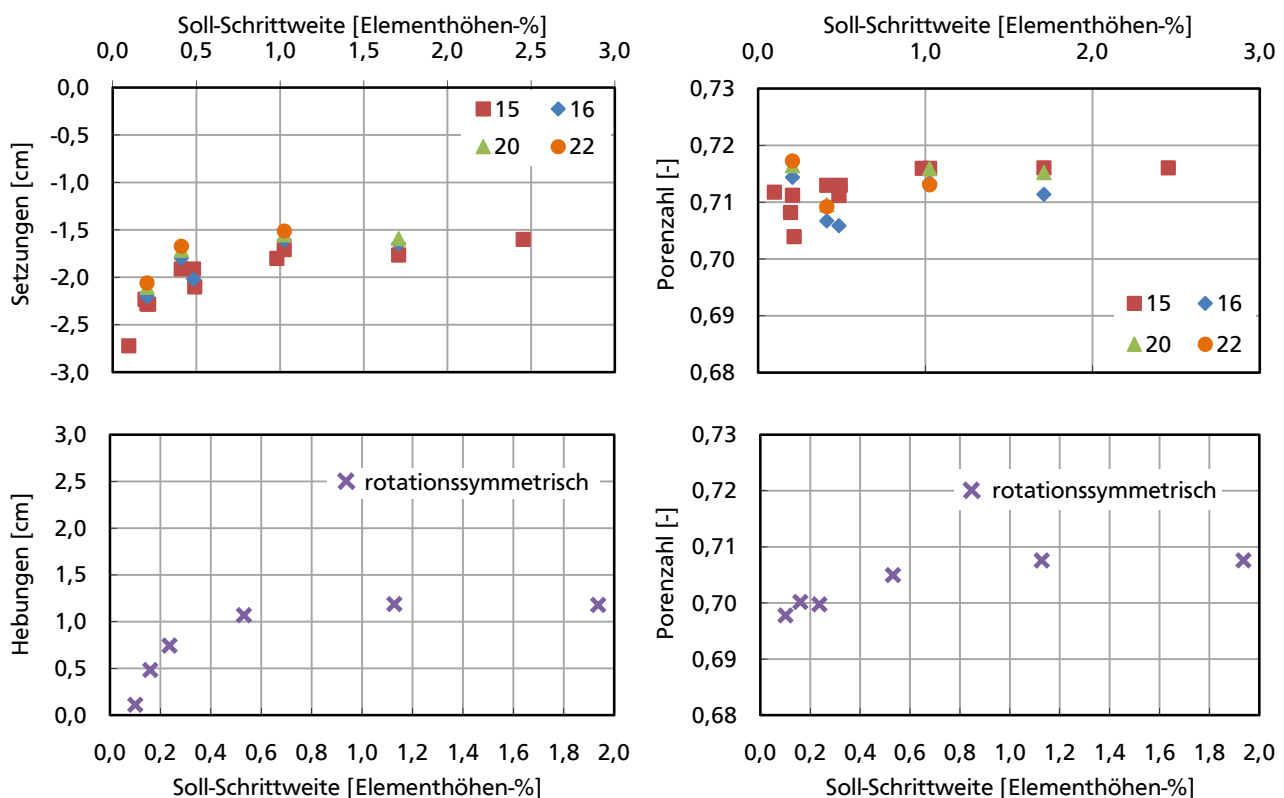 Soll-Schrittweite [Elementhöhen-%]
0,0 0,5 1,0 1,5 2,0 2,5 3,0
Setzungen [cm]
0,0
-0,5
-1,0
-1,5
-2,0
-2,5
-3,0
15 16
20 22
Soll-Schrittweite [Elementhöhen-%]
0,0 1,0 2,0 3,0
Porenzahl [-]
0,73
0,72
0,71
0,70
0,69
0,68
15 16
20 22
Hebungen [cm]
3,0
2,5
2,0
1,5
1,0
0,5
0,0
rotationssymmetrisch
0,0 0,2 0,4 0,6 0,8 1,0 1,2 1,4 1,6 1,8 2,0
Soll-Schrittweite [Elementhöhen-%]
Porenzahl [-]
0,73
0,72
0,71
0,70
0,69
0,68
rotationssymmetrisch
0,0 0,2 0,4 0,6 0,8 1,0 1,2 1,4 1,6 1,8 2,0
Soll-Schrittweite [Elementhöhen-%]